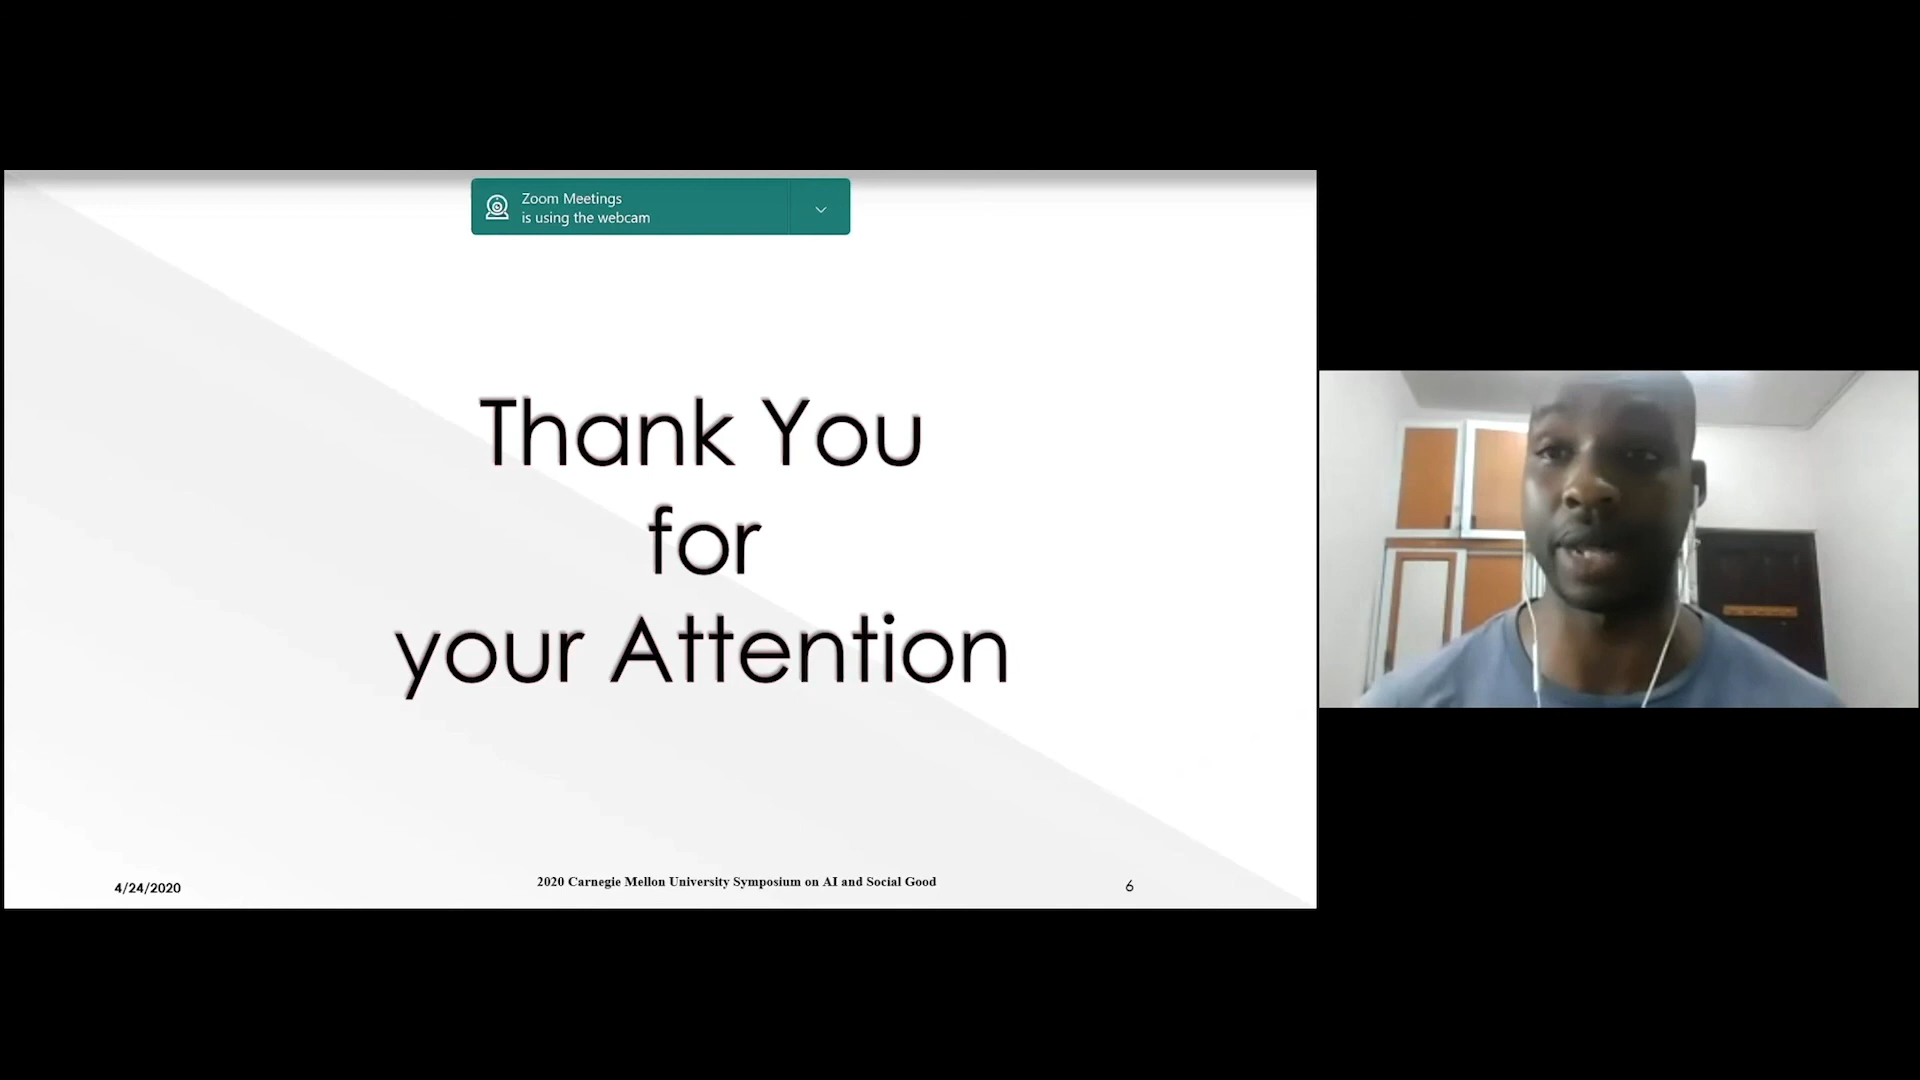 Zoom Meetings
is using the webcam
Thank You
for
your Attention
4/24/2020
2020 Carnegie Mellon University Symposium on AI and Social Good
6